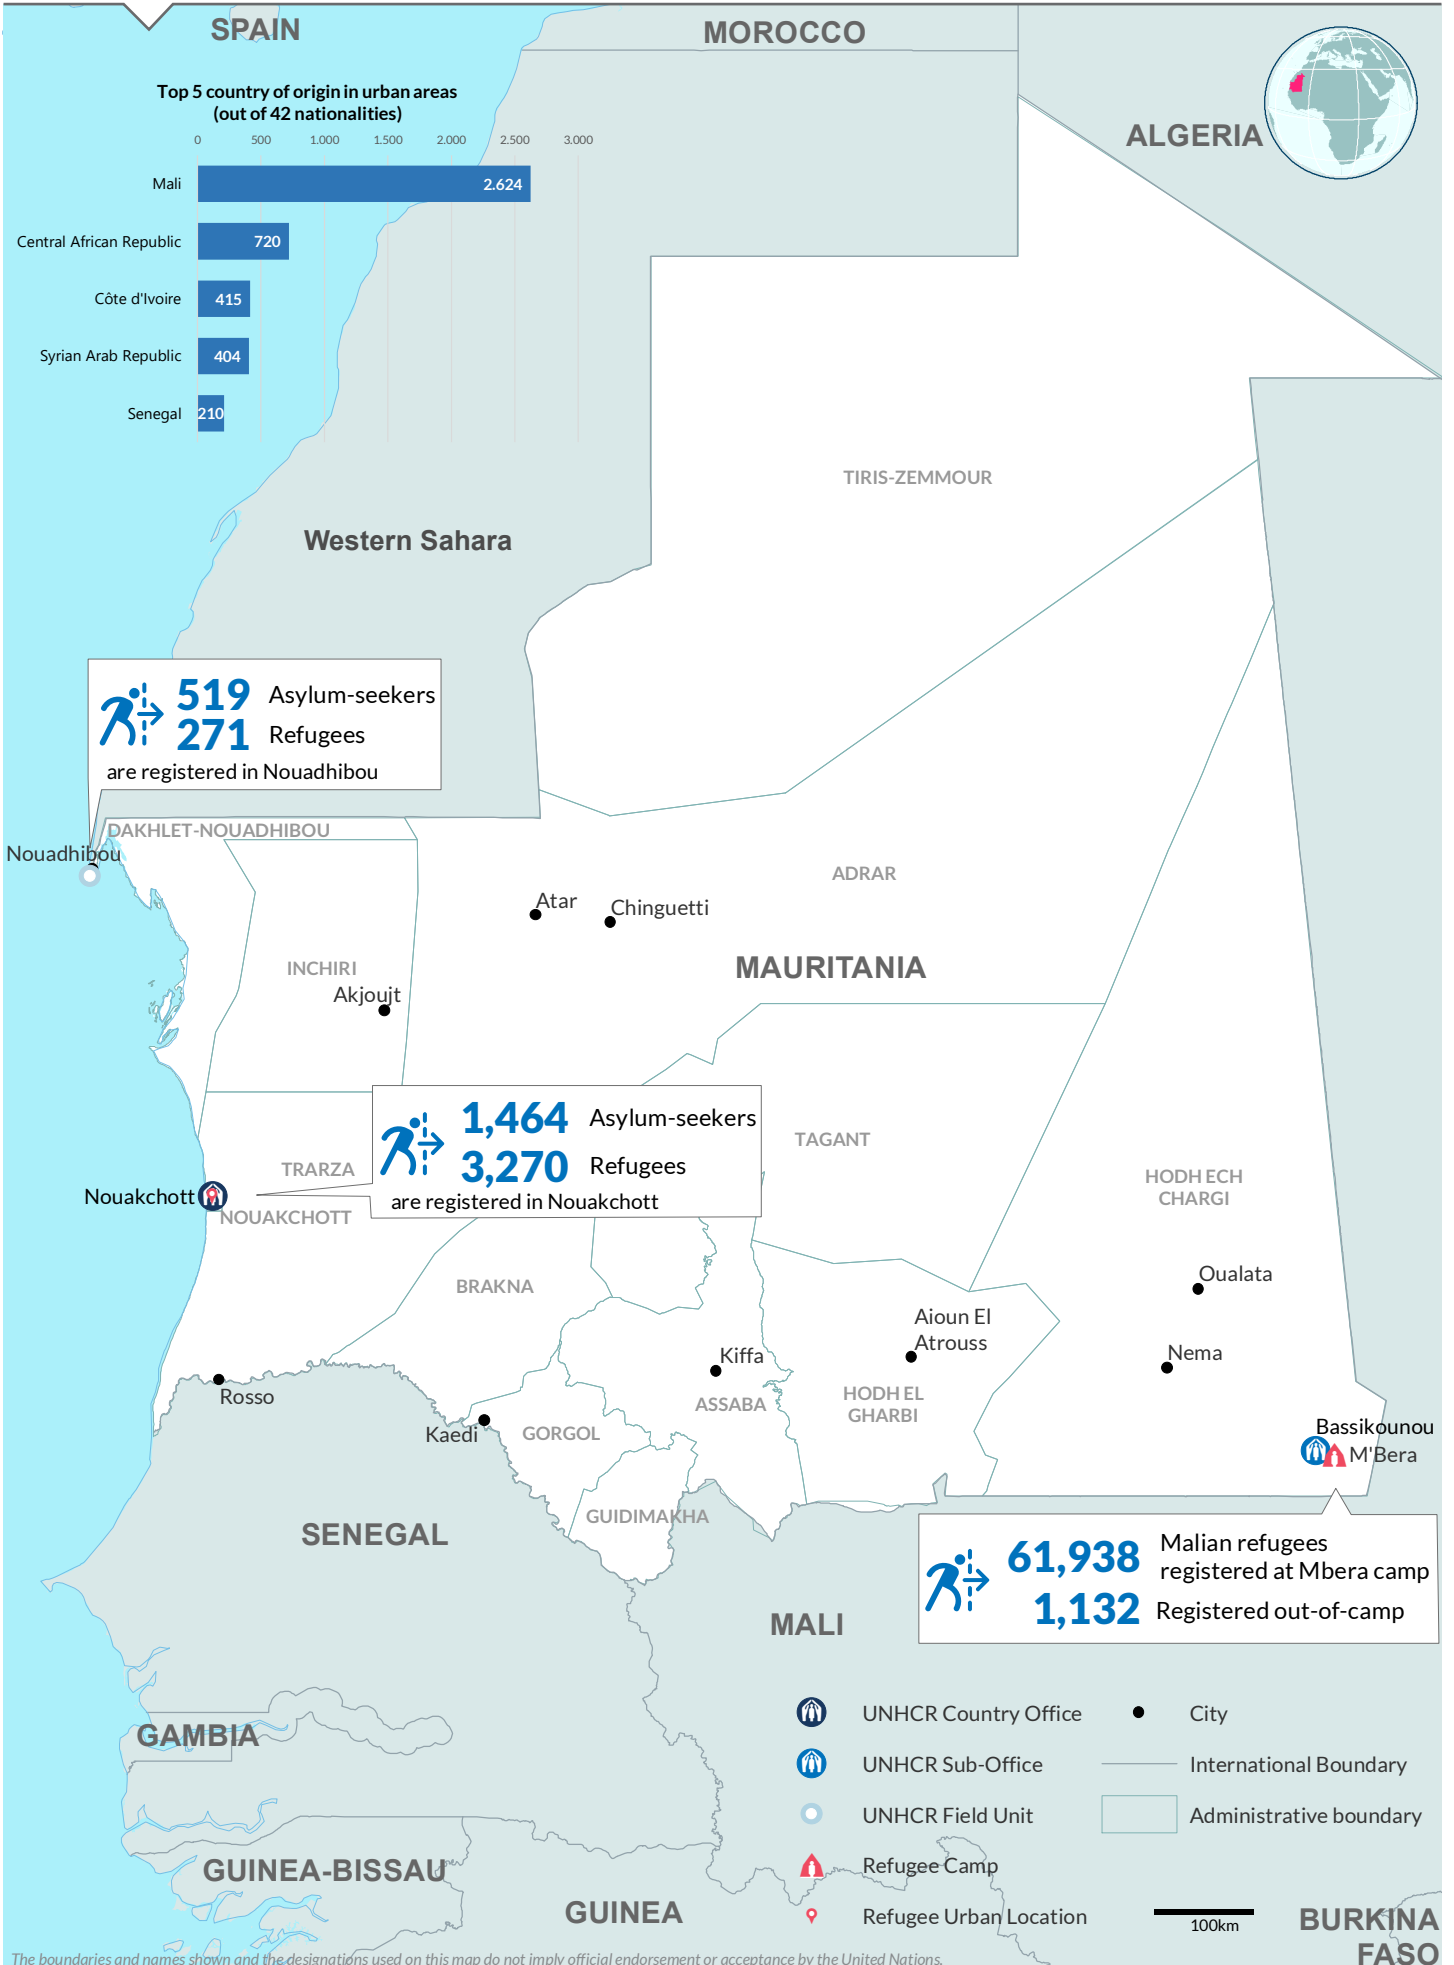 SPAIN
MOROCCO
ALGERIA
Top 5 country of origin in urban areas
(out of 42 nationalities)
0 500 1.000 1.500 2.000 2.500 3.000
Mali 2.624
Central African Republic 720
Côte d'Ivoire 415
Syrian Arab Republic 404
Senegal 210
TIRIS-ZEMMOUR
Western Sahara
519 Asylum-seekers
271 Refugees
are registered in Nouadhibou
DAKHLET-NOUADHIBOU
Nouadhibou
ADRAR
Atar
Chinguetti
MAURITANIA
INCHIRI
Akjoujt
1,464 Asylum-seekers
3,270 Refugees
are registered in Nouakchott
TAGANT
TRARZA
HODH ECH
CHARGI
Nouakchott
NOUAKCHOTT
BRAKNA
Oualata
Aioun El
Atrouss
Kiffa
Nema
Rosso
ASSABA
HODH EL
GHARBI
Kaedi
GORGOL
Bassikounou
M'Bera
GUIDIMAKHA
SENEGAL
61,938 Malian refugees
registered at Mbera camp
1,132 Registered out-of-camp
MALI
UNHCR Country Office
City
GAMBIA
UNHCR Sub-Office
International Boundary
UNHCR Field Unit
Administrative boundary
GUINEA-BISSAU
Refugee Camp
GUINEA
Refugee Urban Location
100km
BURKINA
FASO
The boundaries and names shown and the designations used on this map do not imply official endorsement or acceptance by the United Nations.